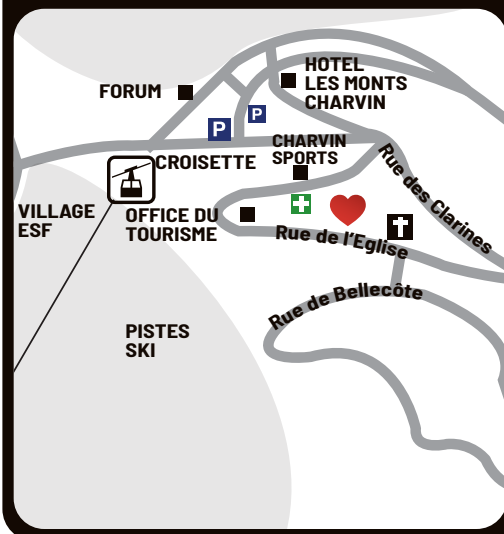 HOTEL
LES MONTS
CHARVIN
FORUM
P
P
CHARVIN
SPORTS
CROISETTE
Rue des Clarines
VILLAGE
ESF
OFFICE DU
TOURISME
Rue de l'Eglise
Rue de Bellecôte
PISTES
SKI